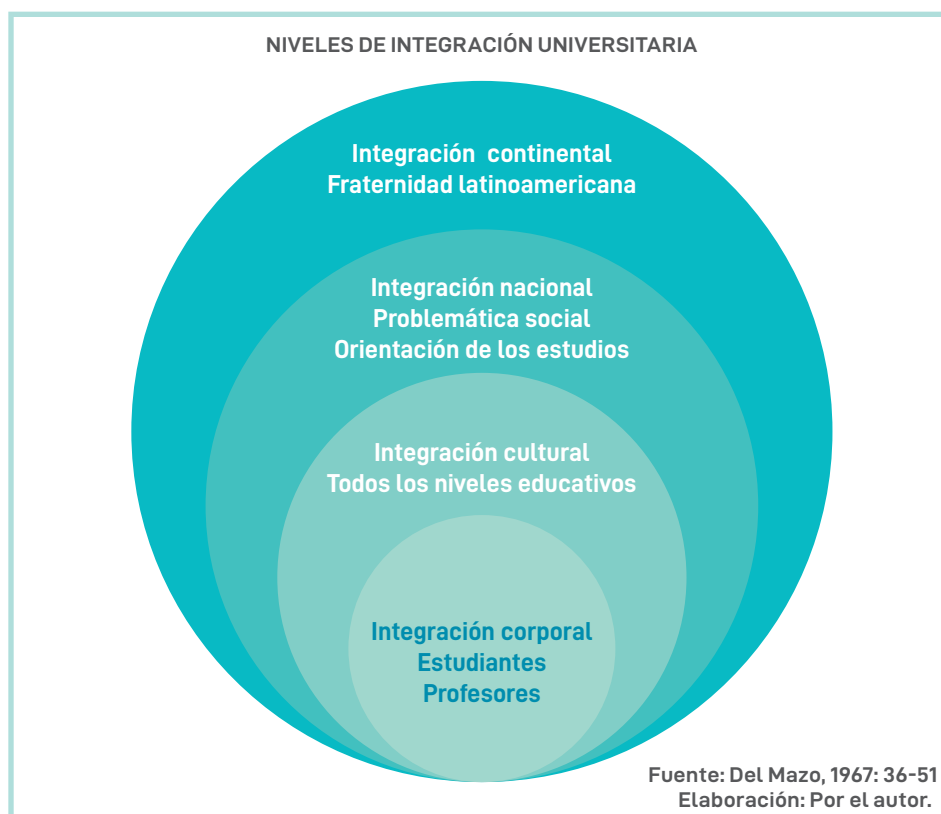 NIVELES DE INTEGRACIÓN UNIVERSITARIA
Integración continental
Fraternidad latinoamericana
Integración nacional
Problemática social
Orientación de los estudios
Integración cultural
Todos los niveles educativos
Integración corporal
Estudiantes
Profesores
Fuente: Del Mazo, 1967: 36-51
Elaboración: Por el autor.